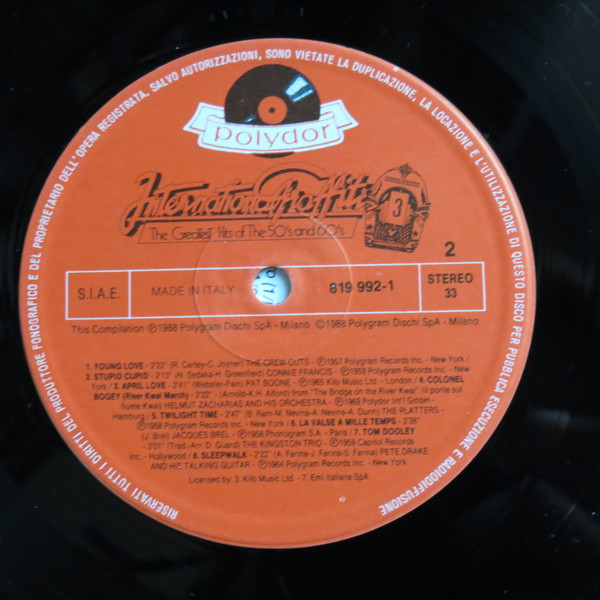 RISERVATI TUTTI I DIRITTI DEL PRODUTTORE FONOGRAFICO E DEL PROPRIETARIO DELL'OPERA REGISTRATA. SALVO AUTORIZZAZIONI, SONO VIETATE LA DUPLICAZIONE, LA LOCAZIONE E L'UTILIZZAZIONE DI QUESTO DISCO PER PUBBLICA ESECUZIONE E RADIODIFFUSIONE
polydor
International Graffiti
3
The Greatest Hits of The 50's and 60's
2
S.I.A.E. MADE IN ITALY 819 992-1 STEREO
33
This Compilation ℗1988 Polygram Dischi SpA - Milano ©1988 Polygram Dischi SpA - Milano
1. YOUNG LOVE - 2'22" (R. Cartey-C. Joyner) THE CREW CUTS - ℗1957 Polygram Records Inc. - New York /
2. STUPID CUPID - 2'13" (N. Sedaka-H. Greenfield) CONNIE FRANCIS - ℗1958 Polygram Records Inc. - New
York / 3. APRIL LOVE - 2'41" (Webster-Fain) PAT BOONE - ℗1965 Kilo Music Ltd. - London / 4. COLONEL
BOGEY (River Kwai March) - 2'22" (Arnold-K.H. Alford) from "The Bridge on the River Kwai" (Il ponte sul
fiume Kwai) HELMUT ZACHARIAS AND HIS ORCHESTRA - ℗1969 Polydor Int'l GmbH -
Hamburg / 5. TWILIGHT TIME - 2'47" (B. Ram-M. Nevins-A. Nevins-A. Dunn) THE PLATTERS -
℗1958 Polygram Records Inc. - New York / 6. LA VALSE A MILLE TEMPS - 3'36"
(J. Brel) JACQUES BREL - ℗1958 Phonogram S.A. - Paris / 7. TOM DOOLEY
- 2'01" (Trad.-Arr. D. Guard) THE KINGSTON TRIO - ℗1959 Capitol Records
Inc. - Hollywood / 8. SLEEPWALK - 2'22" (A. Farina-J. Farina-S. Farina) PETE DRAKE
AND HIS TALKING GUITAR - ℗1964 Polygram Records Inc. - New York
Licensed by: 3. Kilo Music Ltd. - 7. Emi Italiana SpA